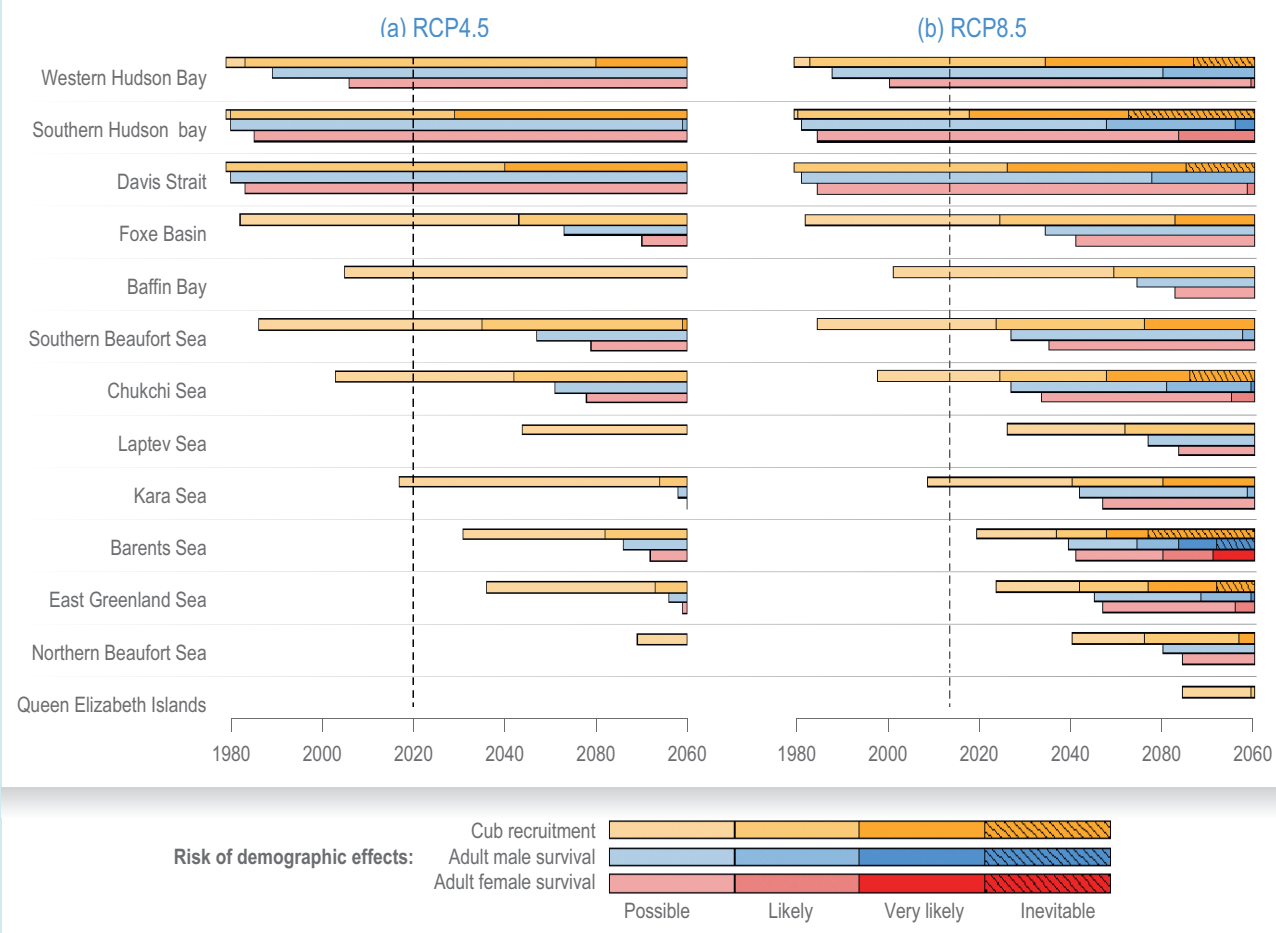 (a) RCP4.5
(b) RCP8.5
Western Hudson Bay
Southern Hudson bay
Davis Strait
Foxe Basin
Baffin Bay
Southern Beaufort Sea
Chukchi Sea
Laptev Sea
Kara Sea
Barents Sea
East Greenland Sea
Northern Beaufort Sea
Queen Elizabeth Islands
1980 2000 2020 2040 2080 2060
1980 2000 2020 2040 2080 2060
Risk of demographic effects:
Cub recruitment
Adult male survival
Adult female survival
Possible Likely Very likely Inevitable